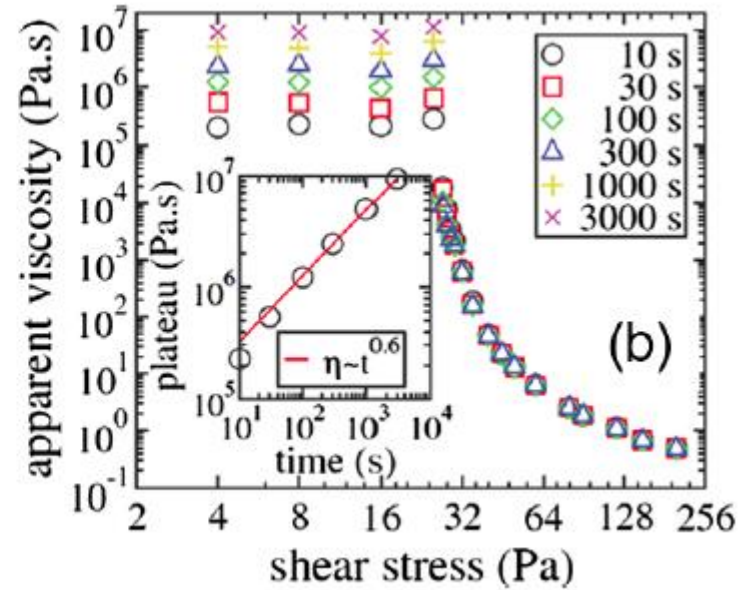 apparent viscosity (Pa.s)
10⁷
10⁶
10⁵
10⁴
10³
10²
10¹
10⁰
10⁻¹
10 s
30 s
100 s
300 s
1000 s
3000 s
plateau (Pa.s)
10⁷
10⁶
10⁵
η~t⁰·⁶
10¹ 10² 10³ 10⁴
time (s)
(b)
2 4 8 16 32 64 128 256
shear stress (Pa)